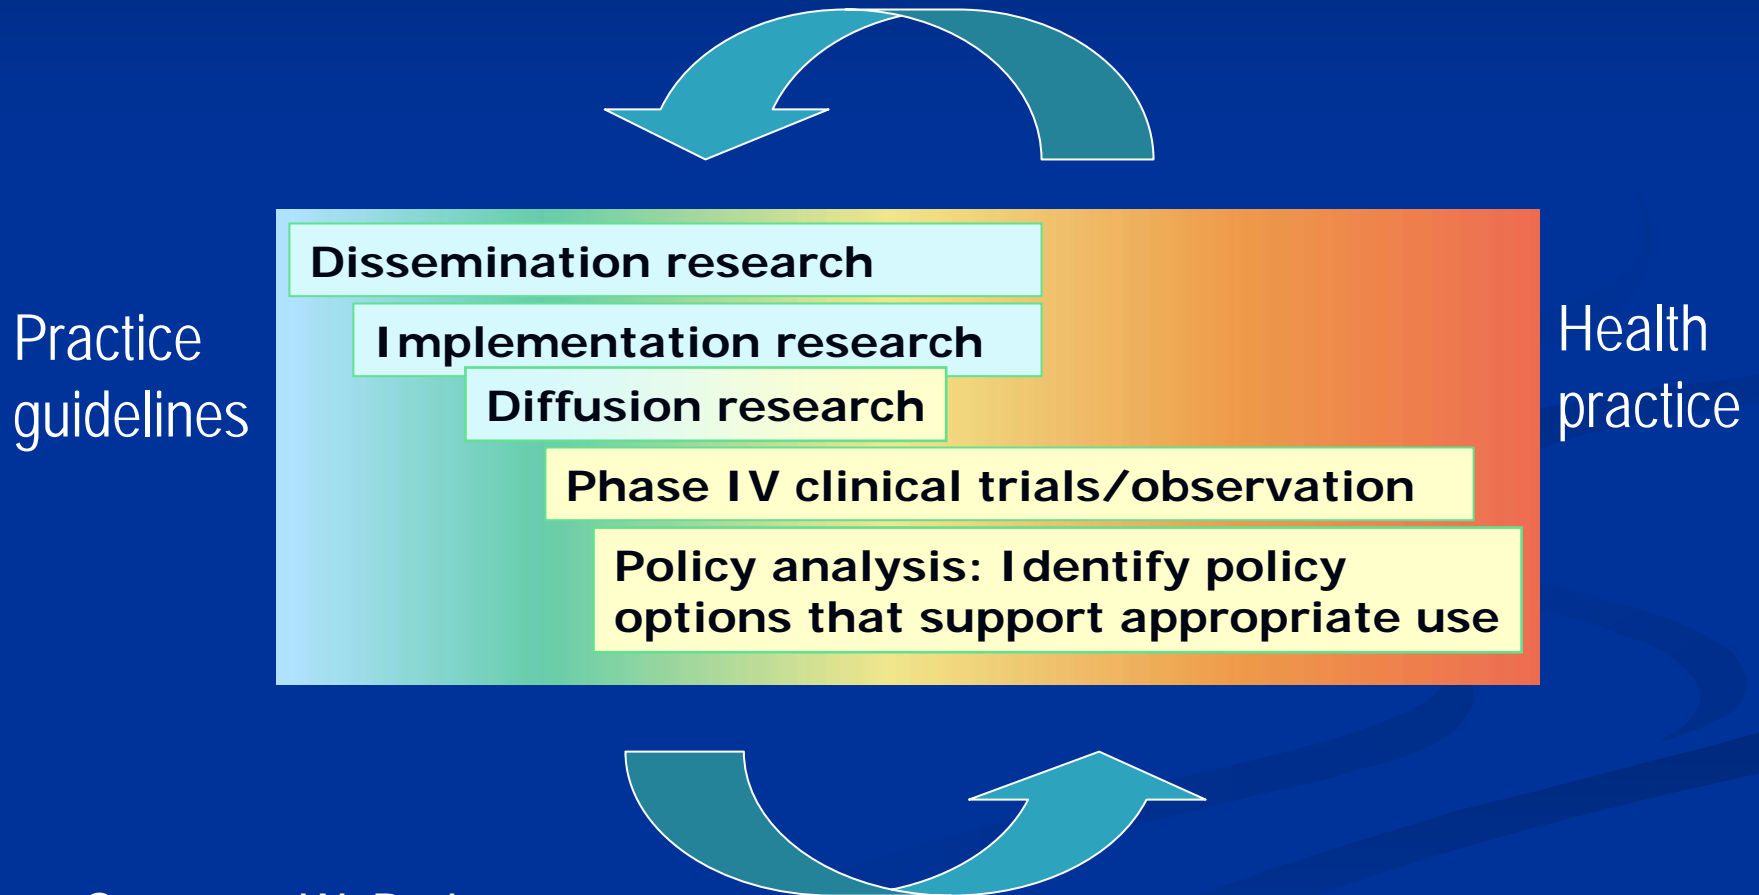 Dissemination research
Implementation research
Diffusion research
Phase IV clinical trials/observation
Policy analysis: Identify policy
options that support appropriate use
Practice
guidelines
Health
practice